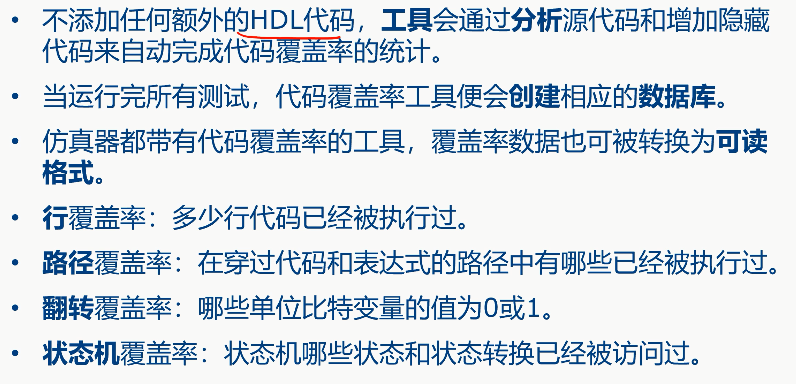 • 不添加任何额外的HDL代码，工具会通过分析源代码和增加隐藏
代码来自动完成代码覆盖率的统计。
• 当运行完所有测试，代码覆盖率工具便会创建相应的数据库。
• 仿真器都带有代码覆盖率的工具，覆盖率数据也可被转换为可读
格式。
• 行覆盖率：多少行代码已经被执行过。
• 路径覆盖率：在穿过代码和表达式的路径中有哪些已经被执行过。
• 翻转覆盖率：哪些单位比特变量的值为0或1。
• 状态机覆盖率：状态机哪些状态和状态转换已经被访问过。